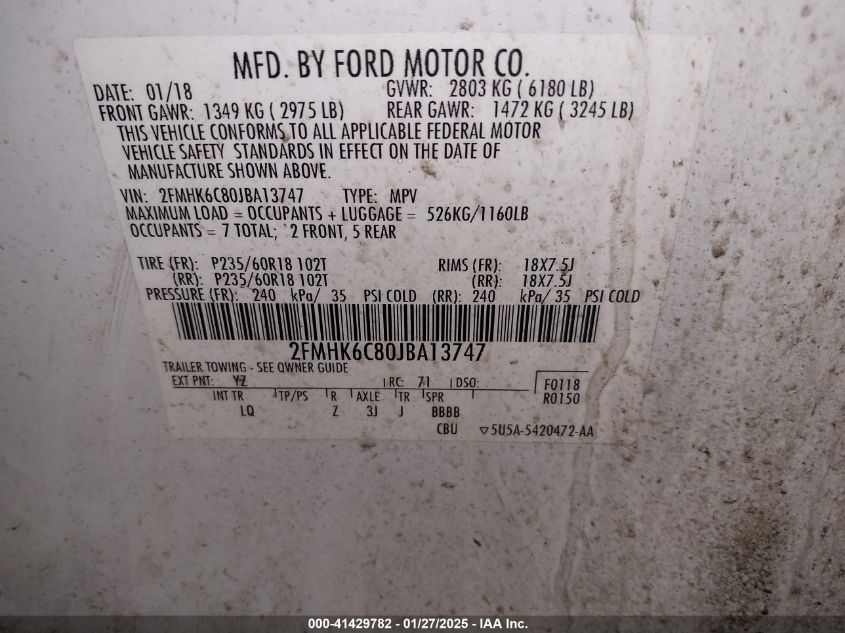 MFD. BY FORD MOTOR CO.
DATE: 01/18 GVWR: 2803 KG ( 6180 LB)
FRONT GAWR: 1349 KG ( 2975 LB) REAR GAWR: 1472 KG ( 3245 LB)
THIS VEHICLE CONFORMS TO ALL APPLICABLE FEDERAL MOTOR
VEHICLE SAFETY STANDARDS IN EFFECT ON THE DATE OF
MANUFACTURE SHOWN ABOVE.
VIN: 2FMHK6C80JBA13747 TYPE: MPV
MAXIMUM LOAD = OCCUPANTS + LUGGAGE = 526KG/1160LB
OCCUPANTS = 7 TOTAL; 2 FRONT, 5 REAR
TIRE (FR): P235/60R18 102T RIMS (FR): 18X7.5J
(RR): P235/60R18 102T (RR): 18X7.5J
PRESSURE (FR): 240 kPa/ 35 PSI COLD (RR): 240 kPa/ 35 PSI COLD
2FMHK6C80JBA13747
TRAILER TOWING - SEE OWNER GUIDE
EXT PNT: YZ RC: 71 DSO: F0118
INT TR TP/PS R AXLE TR SPR R0150
LQ Z 3J J BBBB
CBU ▽5U5A-5420472-AA
000-41429782 — 01/27/2025 — IAA Inc.